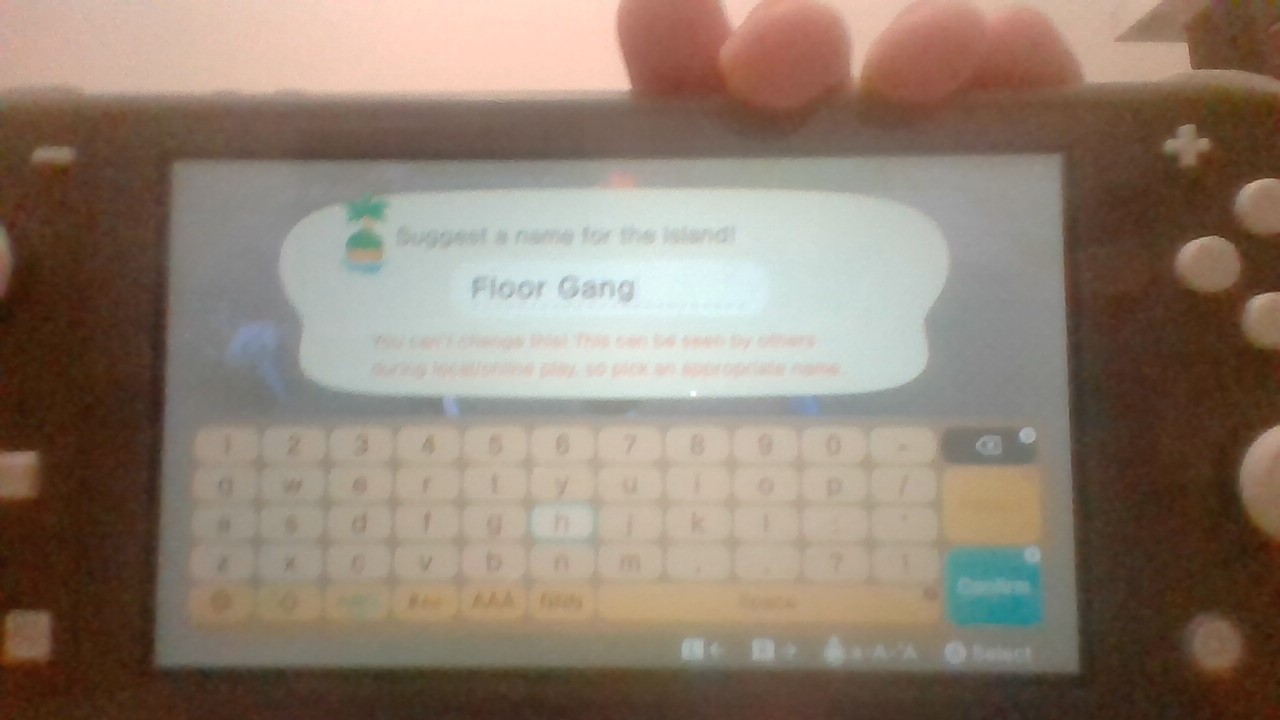 Suggest a name for the island!
Floor Gang
You can't change this! This can be seen by others
during local/online play, so pick an appropriate name.
1 2 3 4 5 6 7 8 9 0 -
q w e r t y u i o p /
a s d f g h j k l : '
z x c v b n m , . ? !
Space
Confirm
Select